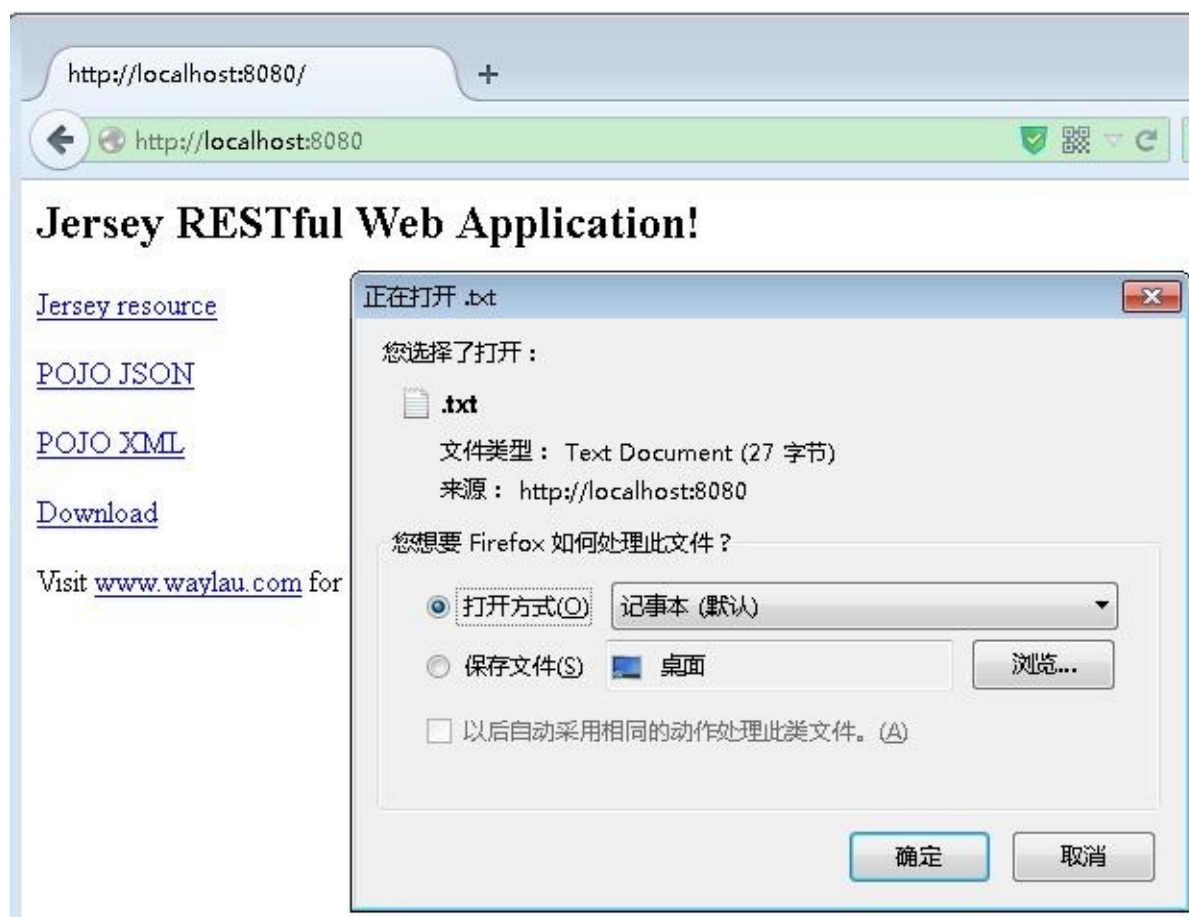 http://localhost:8080/
http://localhost:8080
Jersey RESTful Web Application!
Jersey resource
POJO JSON
POJO XML
Download
Visit www.waylau.com for
正在打开 .txt
您选择了打开：
.txt
文件类型： Text Document (27 字节)
来源： http://localhost:8080
您想要 Firefox 如何处理此文件？
打开方式(O) 记事本 (默认)
保存文件(S) 桌面 浏览...
以后自动采用相同的动作处理此类文件。(A)
确定 取消